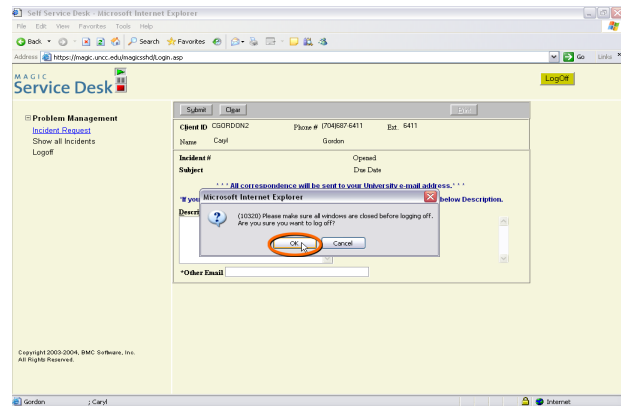 Self Service Desk - Microsoft Internet Explorer
File Edit View Favorites Tools Help
Back Search Favorites
Address https://magic.uncc.edu/magicsshd/Login.asp Go Links
MAGIC
Service Desk
LogOff
Submit Clear Print
Problem Management
Incident Request
Show all Incidents
Logoff
Client ID CGORDON2 Phone # (704)687-6411 Ext 6411
Name Caryl Gordon
Incident # Opened
Subject Due Date
* * * All correspondence will be sent to your University e-mail address. * * *
*If you
below Description.
Microsoft Internet Explorer
Descri
(10320) Please make sure all windows are closed before logging off.
Are you sure you want to log off?
OK Cancel
*Other Email
Copyright 2003-2004, BMC Software, Inc.
All Rights Reserved.
Gordon ; Caryl Internet